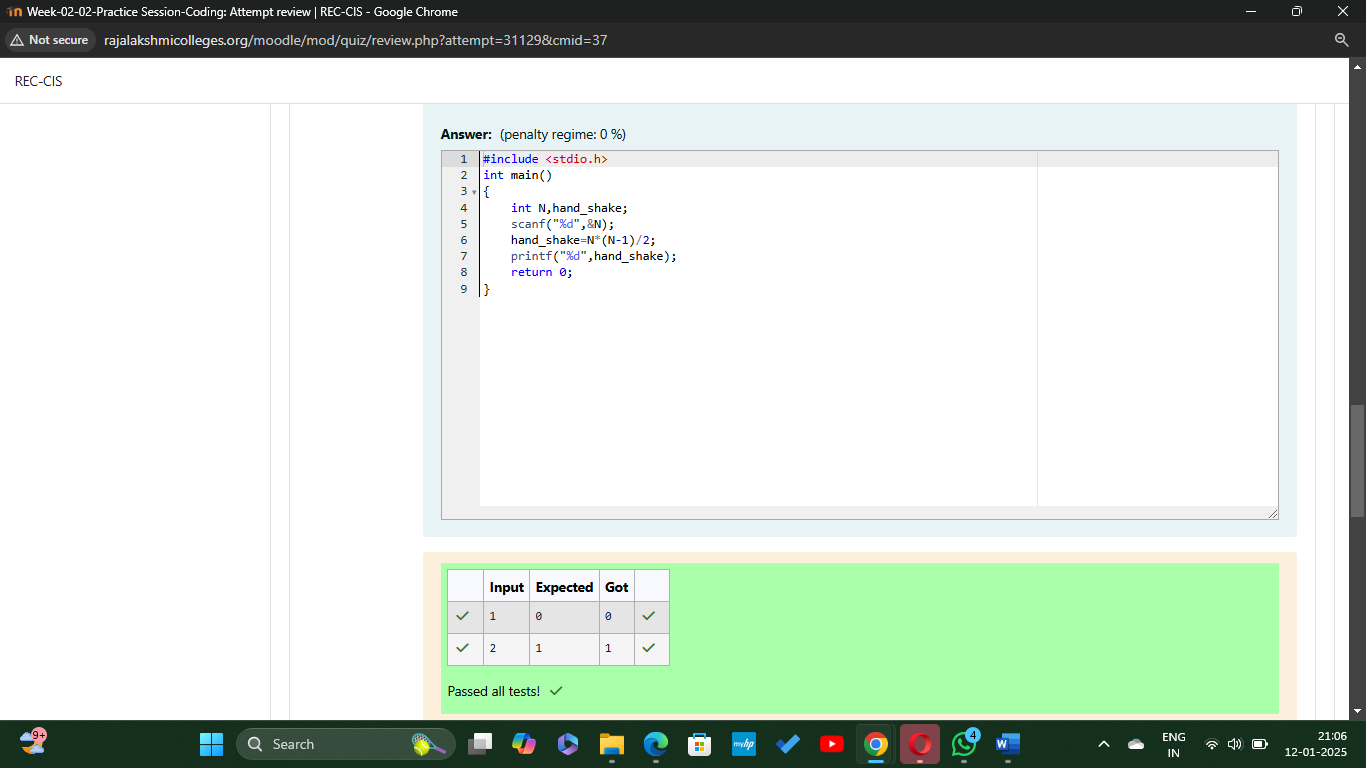 Week-02-02-Practice Session-Coding: Attempt review | REC-CIS - Google Chrome
Not secure rajalakshmicolleges.org/moodle/mod/quiz/review.php?attempt=31129&cmid=37
REC-CIS
Answer: (penalty regime: 0 %)
1 #include <stdio.h>
2 int main()
3 {
4 int N,hand_shake;
5 scanf("%d",&N);
6 hand_shake=N*(N-1)/2;
7 printf("%d",hand_shake);
8 return 0;
9 }
Input Expected Got
1 0 0
2 1 1
Passed all tests!
9+ Search myhp 4 W ENG 21:06
IN 12-01-2025